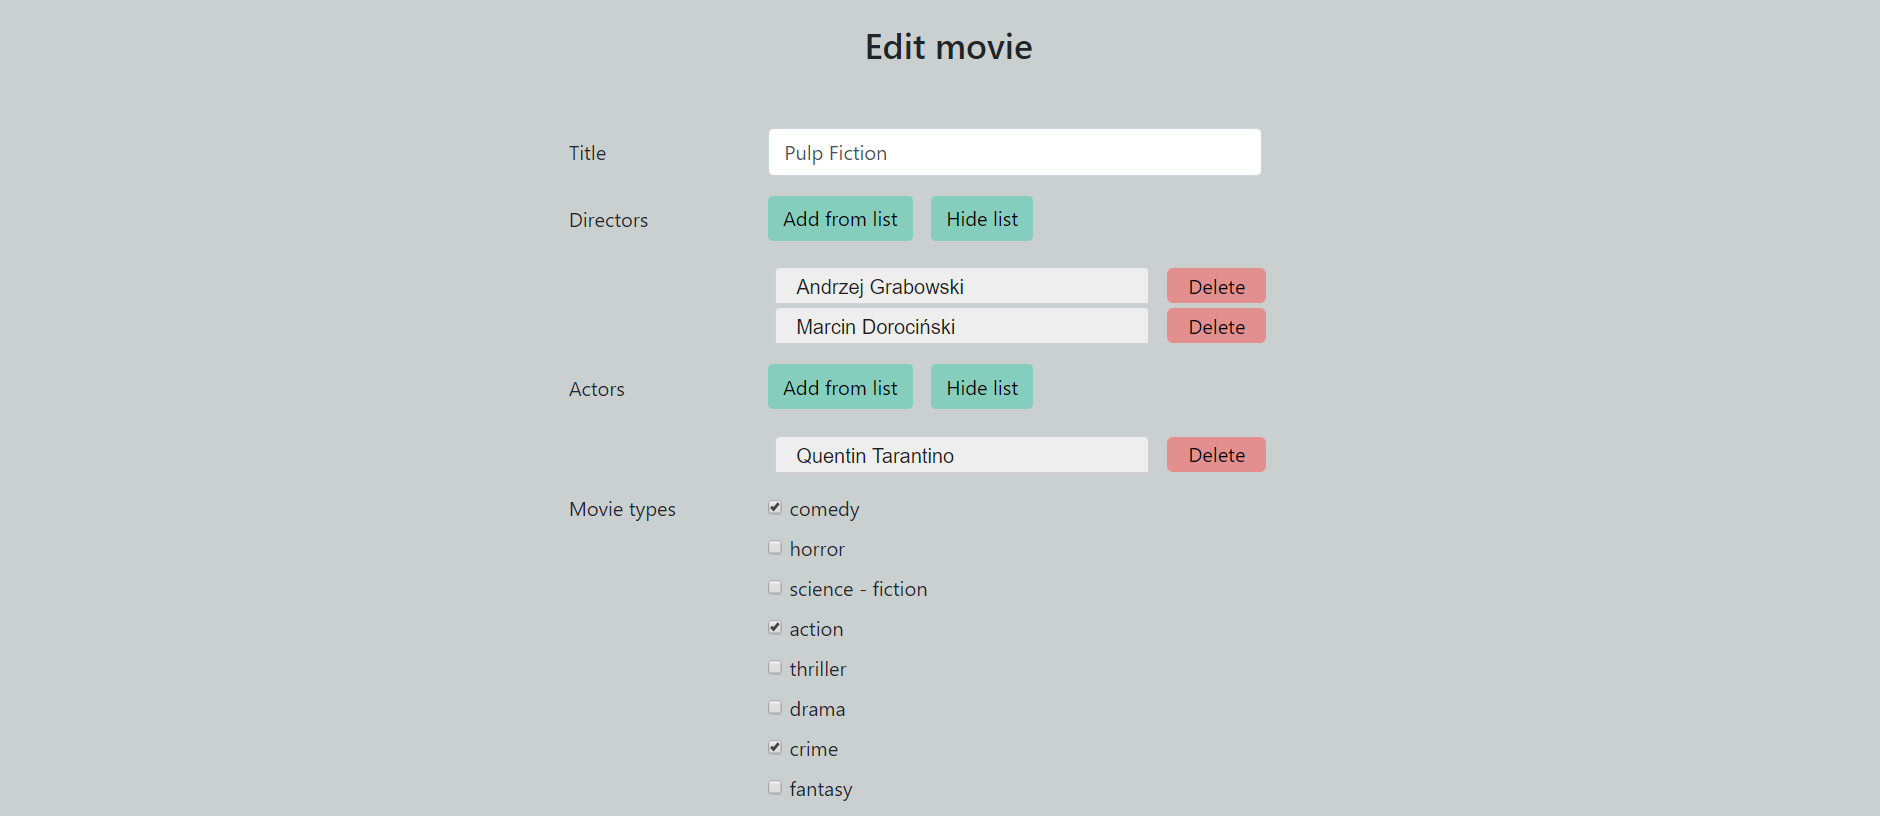 Edit movie
Title Pulp Fiction
Directors Add from list Hide list
Andrzej Grabowski Delete
Marcin Dorociński Delete
Actors Add from list Hide list
Quentin Tarantino Delete
Movie types comedy
horror
science - fiction
action
thriller
drama
crime
fantasy